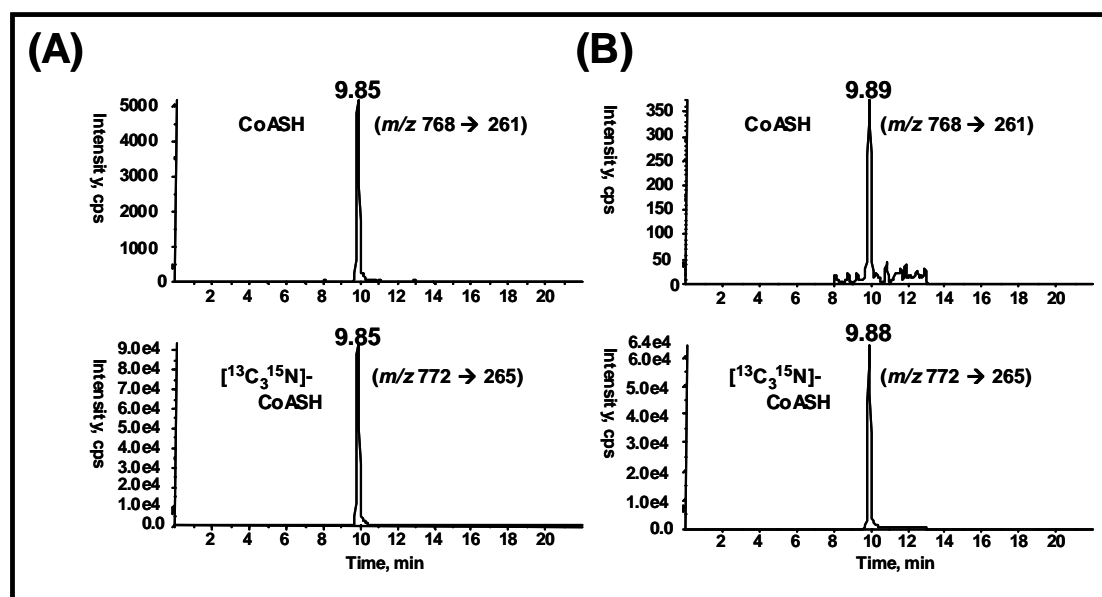 (A)
9.85
CoASH
(m/z 768 → 261)
Intensity, cps
5000
4000
3000
2000
1000
0
2 4 6 8 10 12 14 16 18 20
9.85
[¹³C₃¹⁵N]-
CoASH
(m/z 772 → 265)
Intensity, cps
9.0e4
8.0e4
7.0e4
6.0e4
5.0e4
4.0e4
3.0e4
2.0e4
1.0e4
0.0
2 4 6 8 10 12 14 16 18 20
Time, min
(B)
9.89
CoASH
(m/z 768 → 261)
Intensity, cps
350
300
250
200
150
100
50
0
2 4 6 8 10 12 14 16 18 20
9.88
[¹³C₃¹⁵N]-
CoASH
(m/z 772 → 265)
Intensity, cps
6.4e4
6.0e4
5.0e4
4.0e4
3.0e4
2.0e4
1.0e4
0.0
2 4 6 8 10 12 14 16 18 20
Time, min